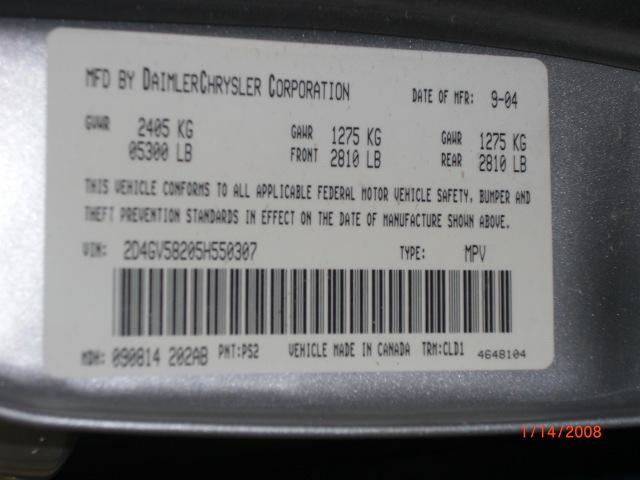 MFD BY DAIMLERCHRYSLER CORPORATION DATE OF MFR: 9-04
GVWR 2405 KG GAWR 1275 KG GAWR 1275 KG
05300 LB FRONT 2810 LB REAR 2810 LB
THIS VEHICLE CONFORMS TO ALL APPLICABLE FEDERAL MOTOR VEHICLE SAFETY, BUMPER AND
THEFT PREVENTION STANDARDS IN EFFECT ON THE DATE OF MANUFACTURE SHOWN ABOVE.
VIN: 2D4GV58205H550307 TYPE: MPV
MDH: 090814 202AB PNT:PS2 VEHICLE MADE IN CANADA TRM:CLD1 4648104
1/14/2008